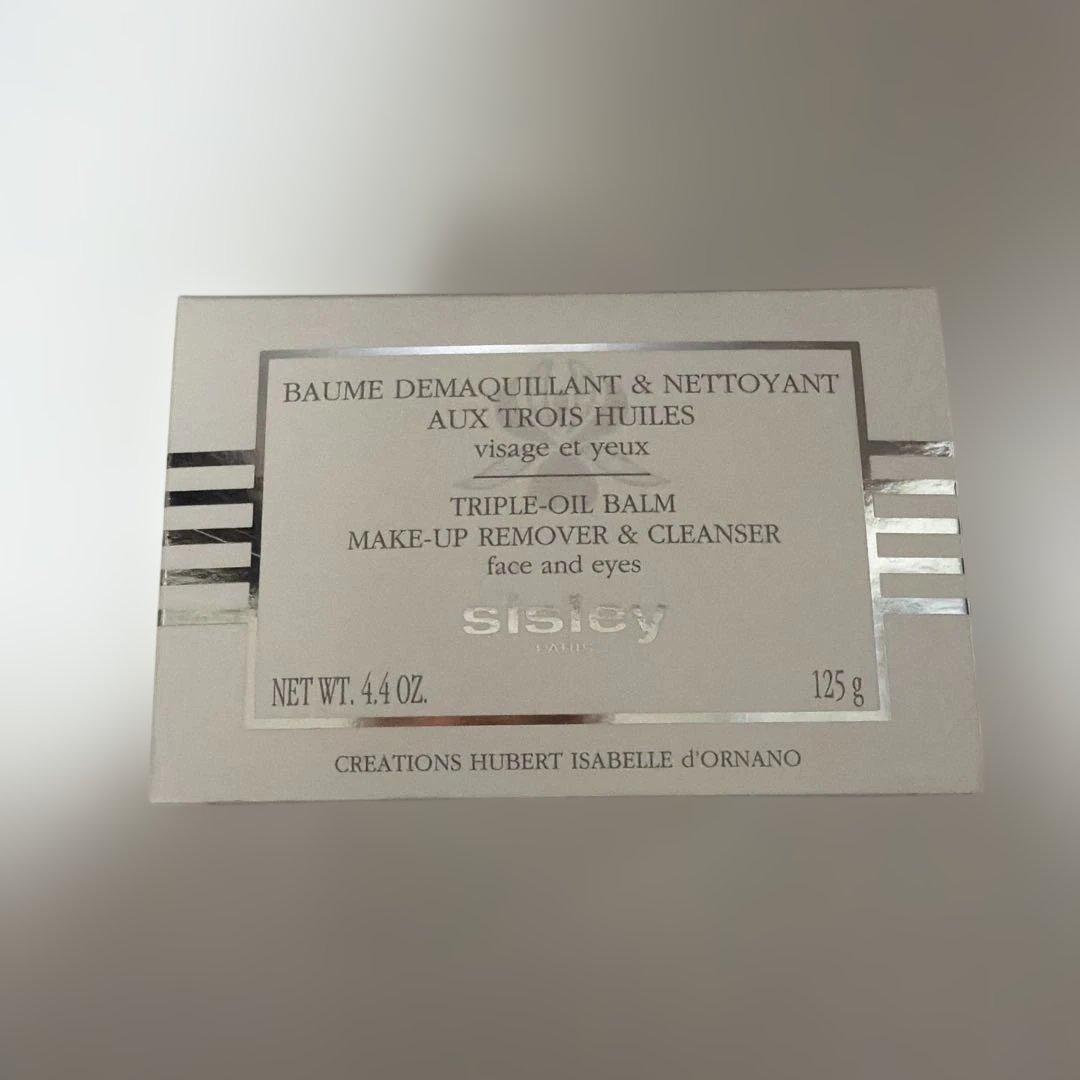 BAUME DEMAQUILLANT & NETTOYANT
AUX TROIS HUILES
visage et yeux
TRIPLE-OIL BALM
MAKE-UP REMOVER & CLEANSER
face and eyes
sisley
PARIS
NET WT. 4.4 OZ. 125 g
CREATIONS HUBERT ISABELLE d'ORNANO